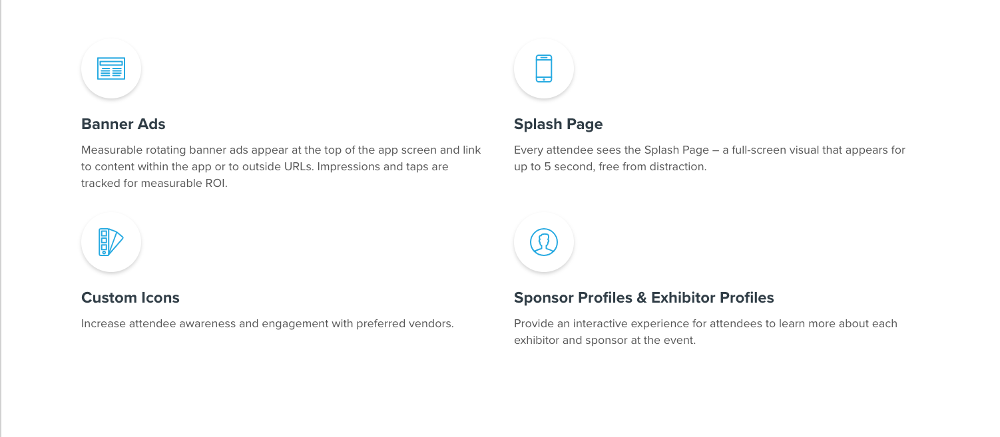 Banner Ads
Measurable rotating banner ads appear at the top of the app screen and link
to content within the app or to outside URLs. Impressions and taps are
tracked for measurable ROI.
Splash Page
Every attendee sees the Splash Page – a full-screen visual that appears for
up to 5 second, free from distraction.
Custom Icons
Increase attendee awareness and engagement with preferred vendors.
Sponsor Profiles & Exhibitor Profiles
Provide an interactive experience for attendees to learn more about each
exhibitor and sponsor at the event.